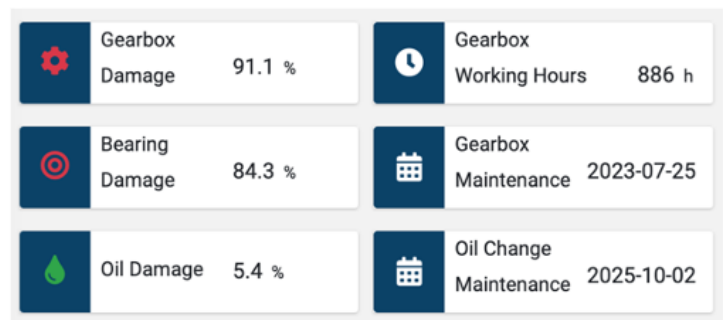 Gearbox
Damage 91.1 %
Gearbox
Working Hours 886 h
Bearing
Damage 84.3 %
Gearbox
Maintenance 2023-07-25
Oil Damage 5.4 %
Oil Change
Maintenance 2025-10-02